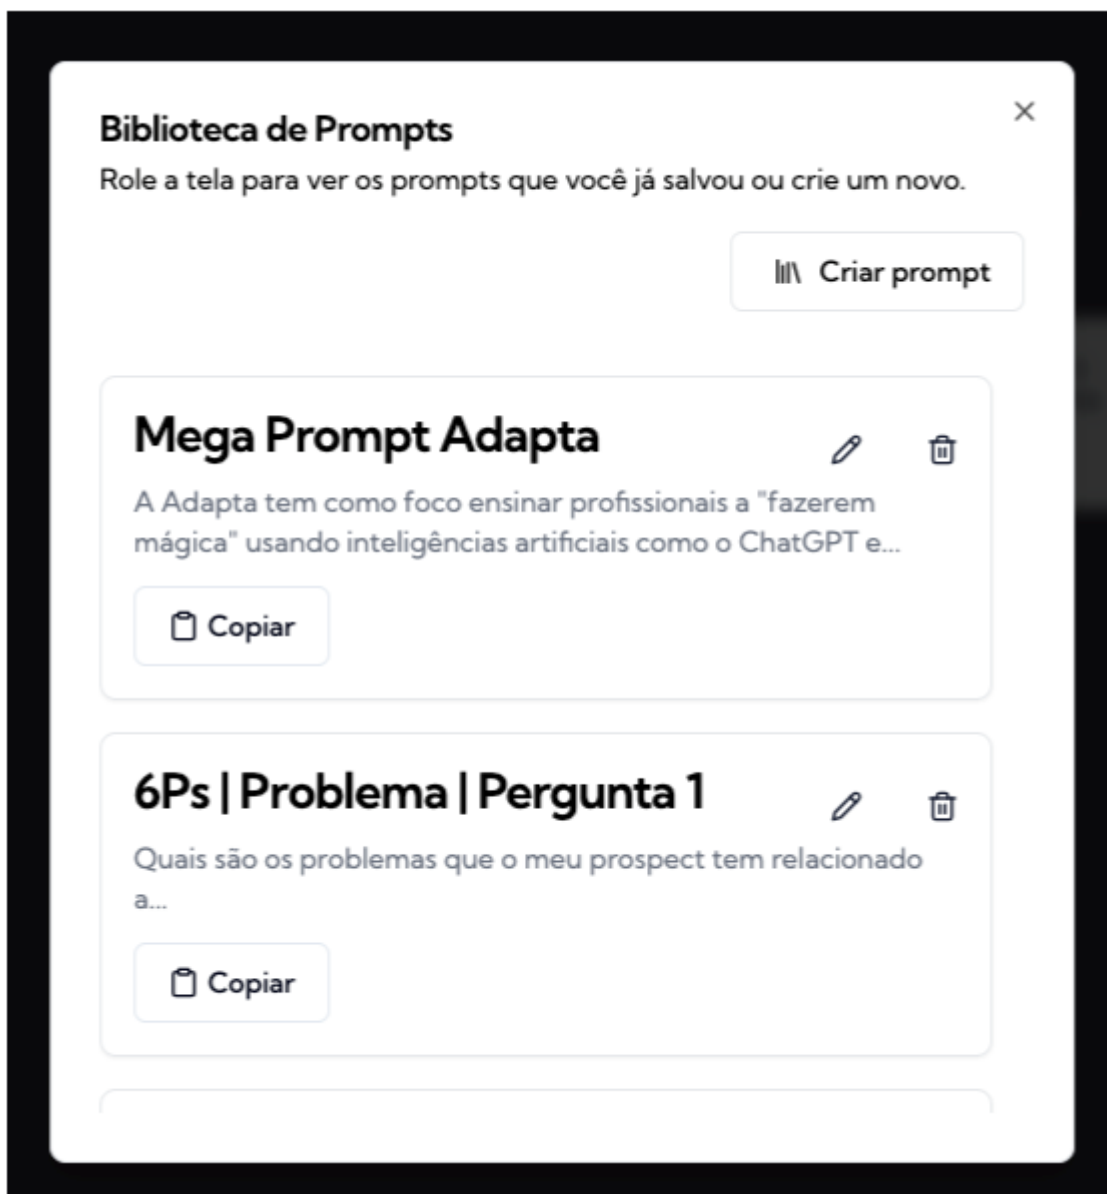 Biblioteca de Prompts
Role a tela para ver os prompts que você já salvou ou crie um novo.
Criar prompt
Mega Prompt Adapta
A Adapta tem como foco ensinar profissionais a "fazerem
mágica" usando inteligências artificiais como o ChatGPT e...
Copiar
6Ps | Problema | Pergunta 1
Quais são os problemas que o meu prospect tem relacionado
a...
Copiar